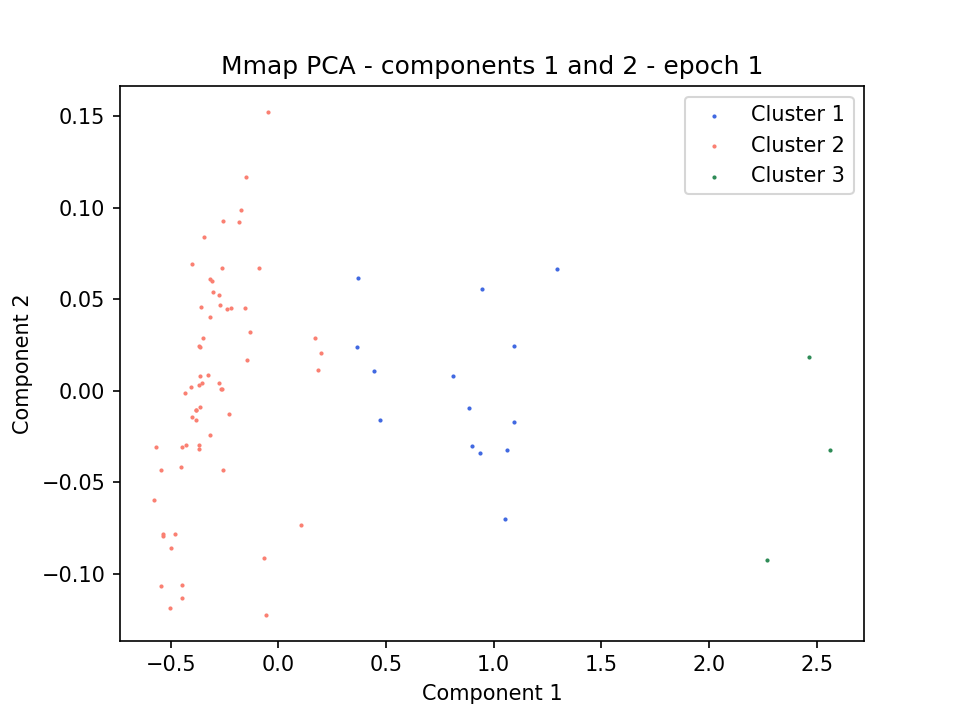 Mmap PCA - components 1 and 2 - epoch 1
Cluster 1
Cluster 2
Cluster 3
0.15
0.10
0.05
0.00
−0.05
−0.10
Component 2
−0.5 0.0 0.5 1.0 1.5 2.0 2.5
Component 1